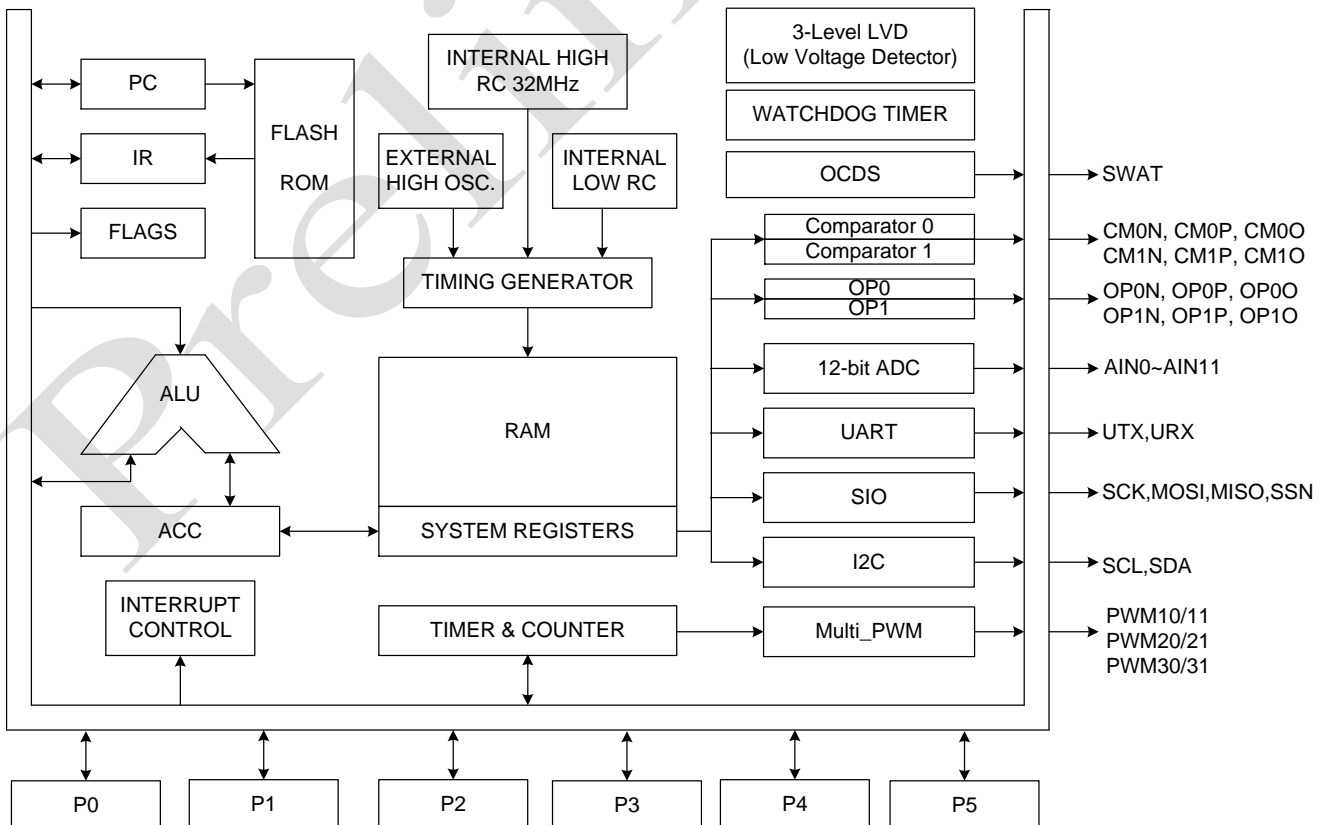 3-Level LVD
(Low Voltage Detector)
INTERNAL HIGH
RC 32MHz
PC
WATCHDOG TIMER
FLASH
ROM
IR
EXTERNAL
HIGH OSC.
INTERNAL
LOW RC
OCDS
SWAT
FLAGS
Comparator 0
Comparator 1
CM0N, CM0P, CM0O
CM1N, CM1P, CM1O
TIMING GENERATOR
OP0
OP1
OP0N, OP0P, OP0O
OP1N, OP1P, OP1O
ALU
12-bit ADC
AIN0~AIN11
RAM
UART
UTX,URX
SIO
SCK,MOSI,MISO,SSN
ACC
SYSTEM REGISTERS
I2C
SCL,SDA
INTERRUPT
CONTROL
TIMER & COUNTER
Multi_PWM
PWM10/11
PWM20/21
PWM30/31
P0
P1
P2
P3
P4
P5